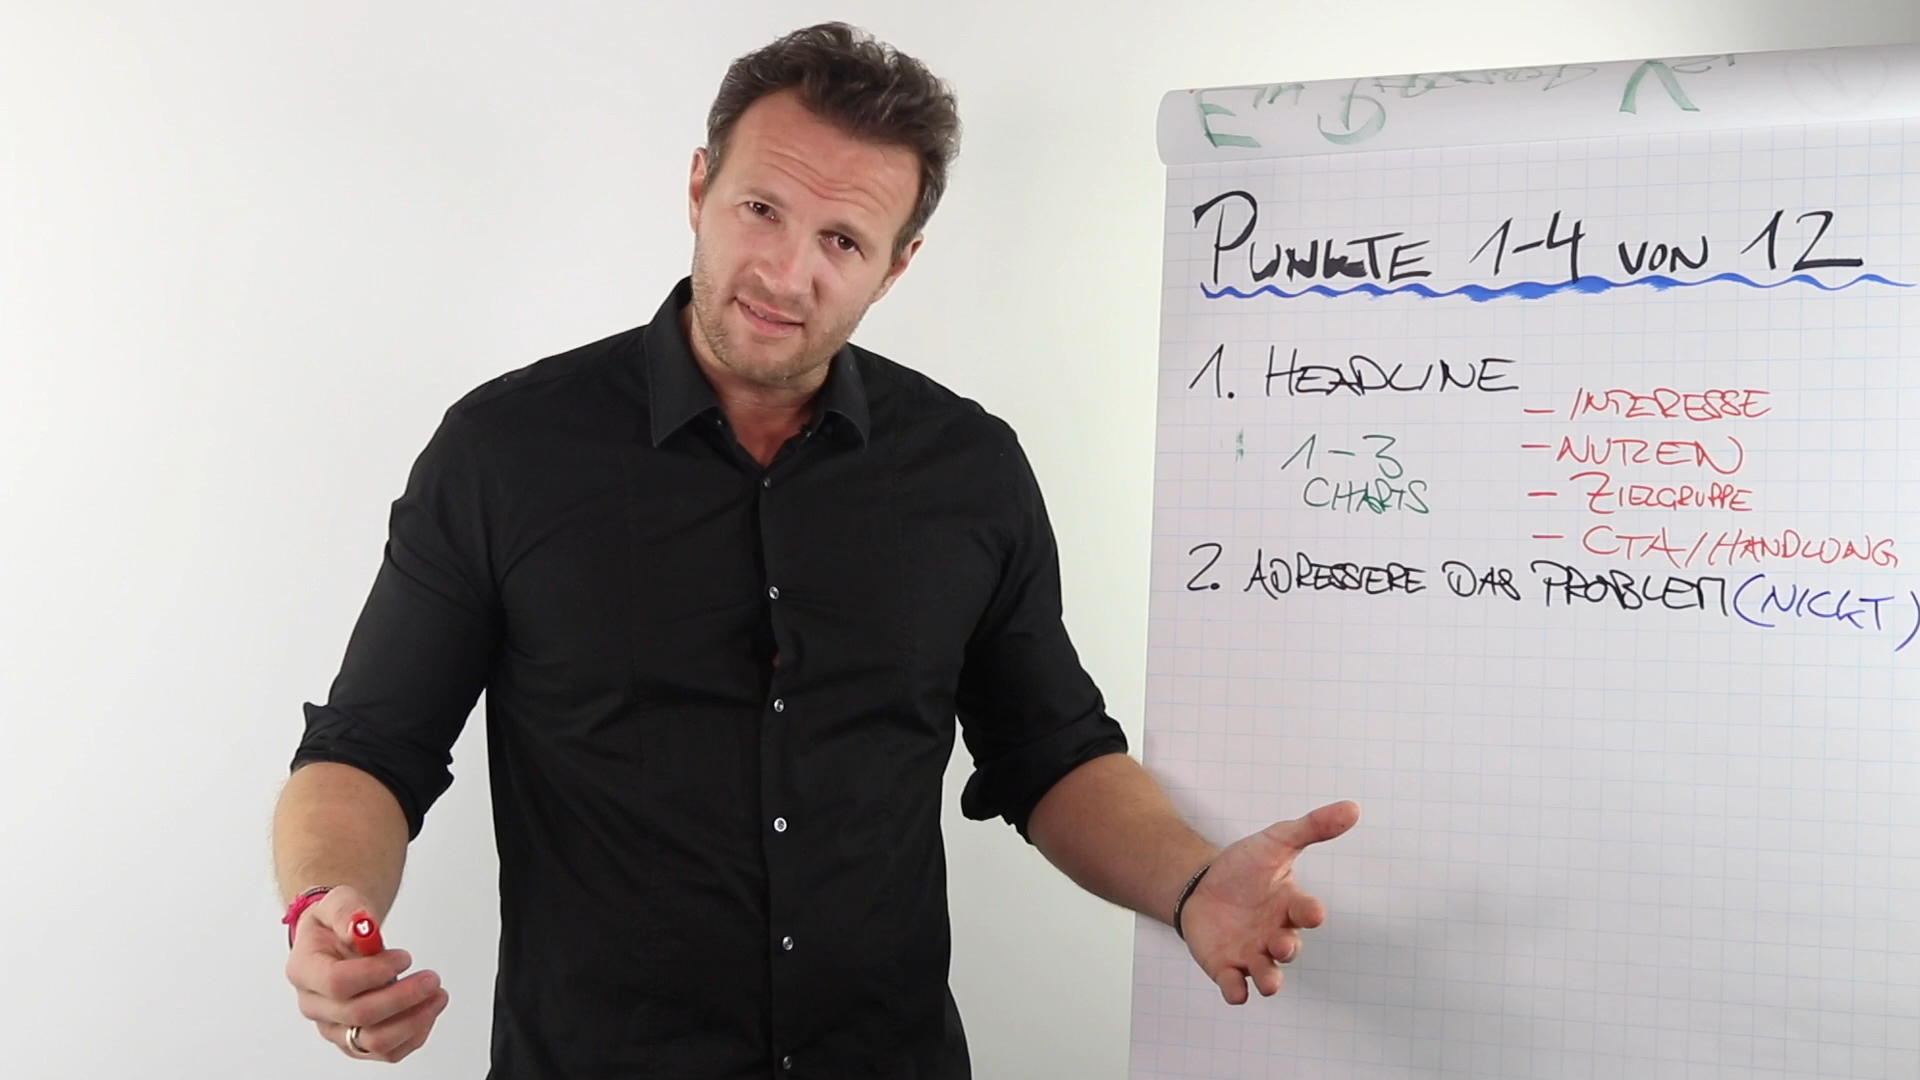 PUNKTE 1-4 VON 12
1. HEADLINE
- INTERESSE
- NUTZEN
- ZIELGRUPPE
- CTA/HANDLUNG
1-3
CHARTS
2. ADRESSIERE DAS PROBLEM (NICKT)